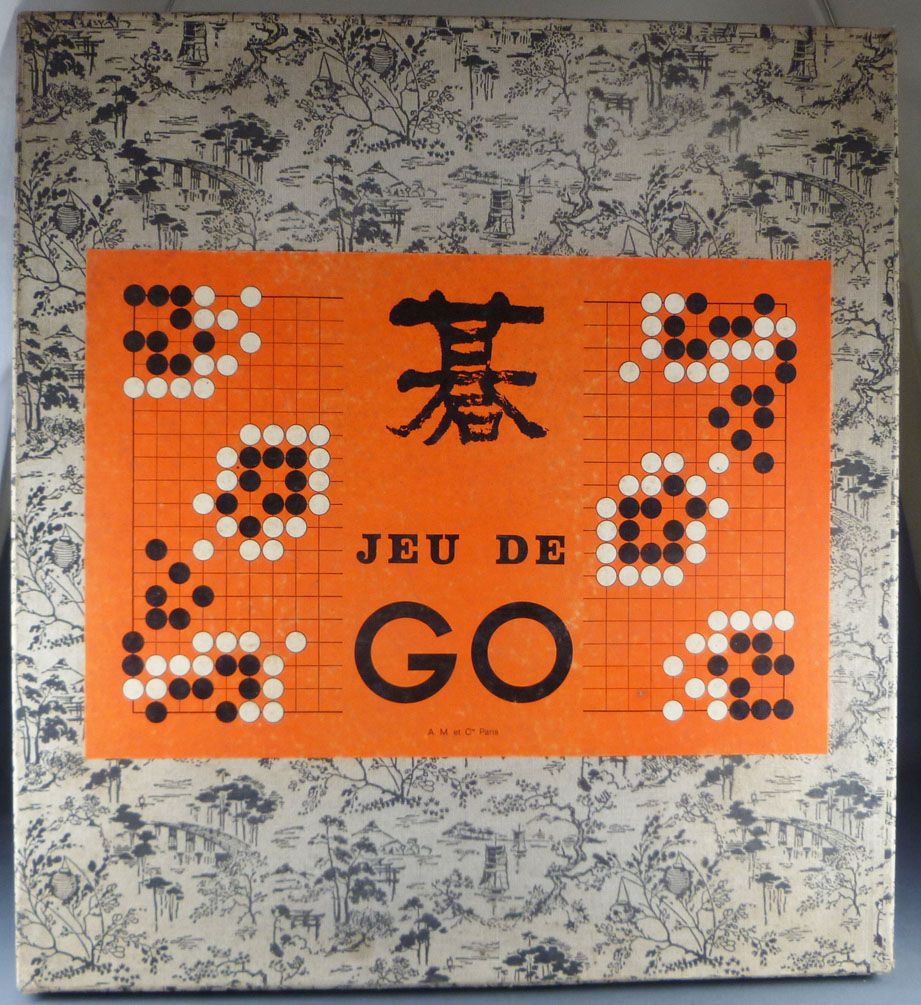 碁
JEU DE
GO
A. M. et Cie Paris